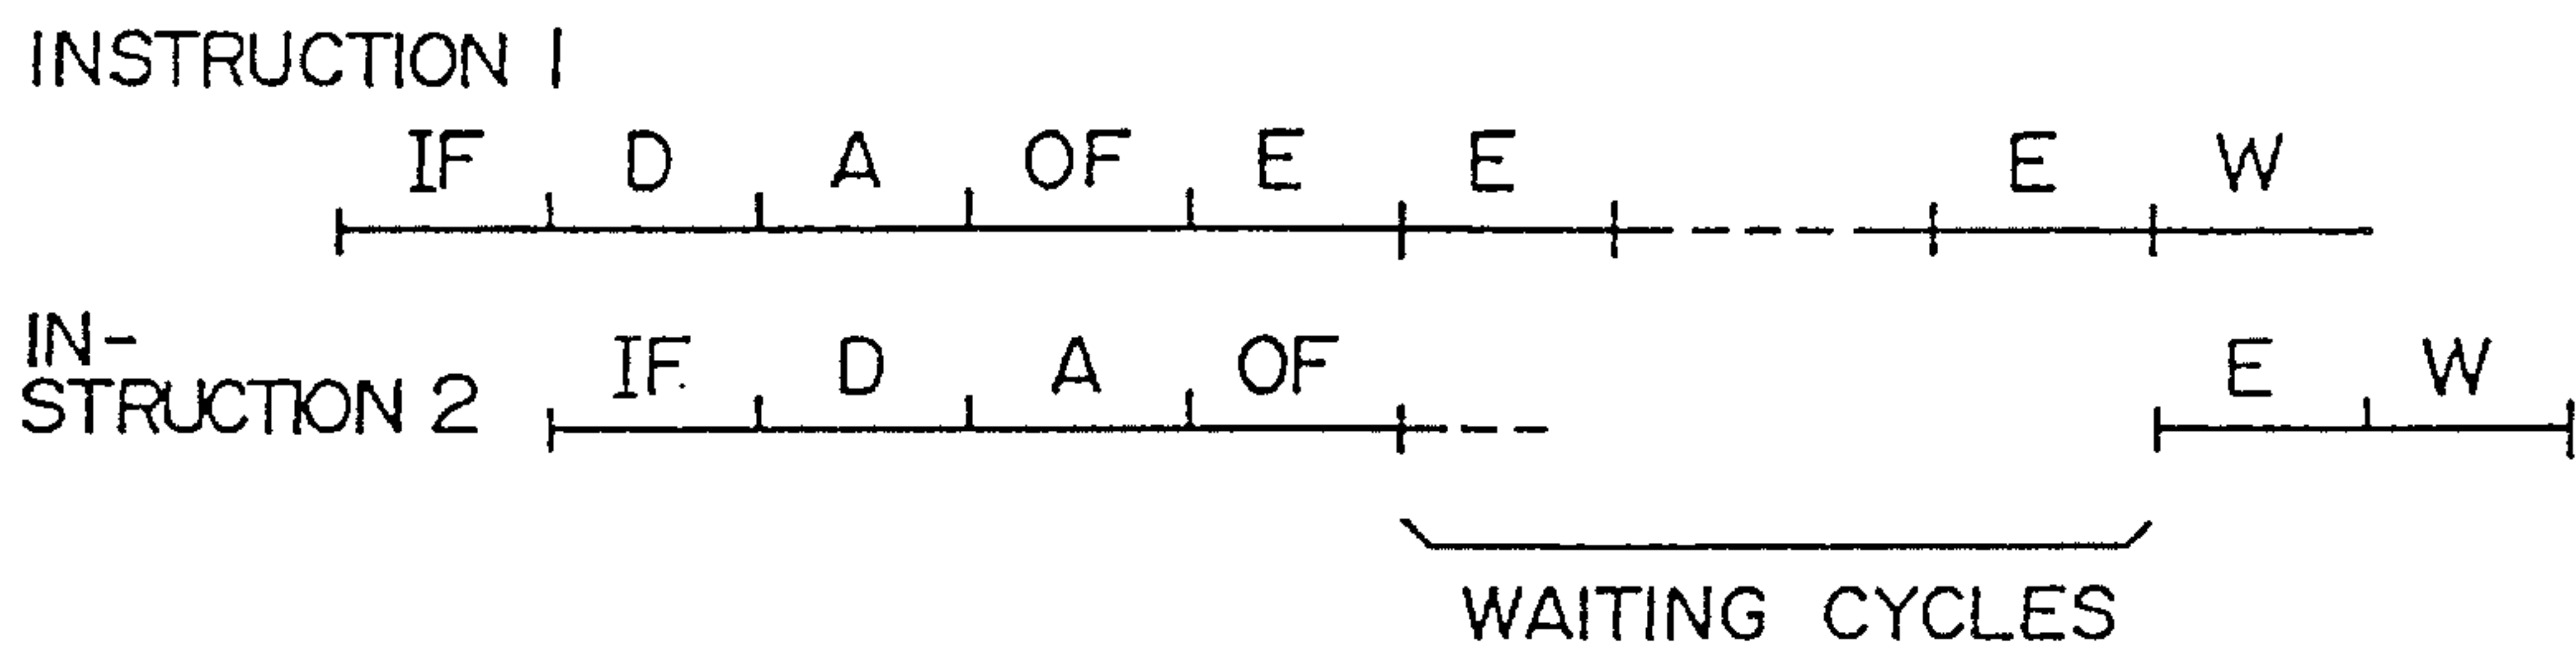 INSTRUCTION 1
IF D A OF E E E W
IN-
STRUCTION 2
IF D A OF E W
WAITING CYCLES